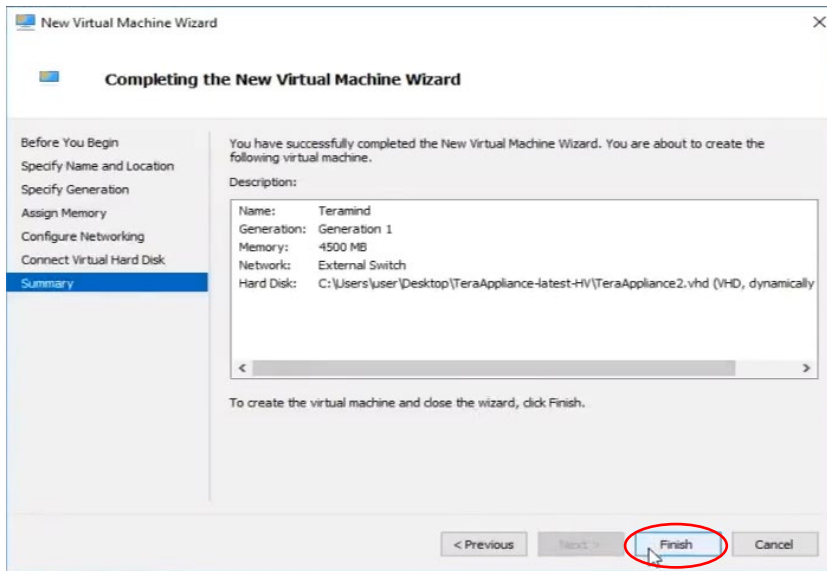 New Virtual Machine Wizard
Completing the New Virtual Machine Wizard
Before You Begin
Specify Name and Location
Specify Generation
Assign Memory
Configure Networking
Connect Virtual Hard Disk
Summary
You have successfully completed the New Virtual Machine Wizard. You are about to create the
following virtual machine.
Description:
Name: Teramind
Generation: Generation 1
Memory: 4500 MB
Network: External Switch
Hard Disk: C:\Users\user\Desktop\TeraAppliance-latest-HV\TeraAppliance2.vhd (VHD, dynamically
To create the virtual machine and close the wizard, click Finish.
< Previous
Next >
Finish
Cancel